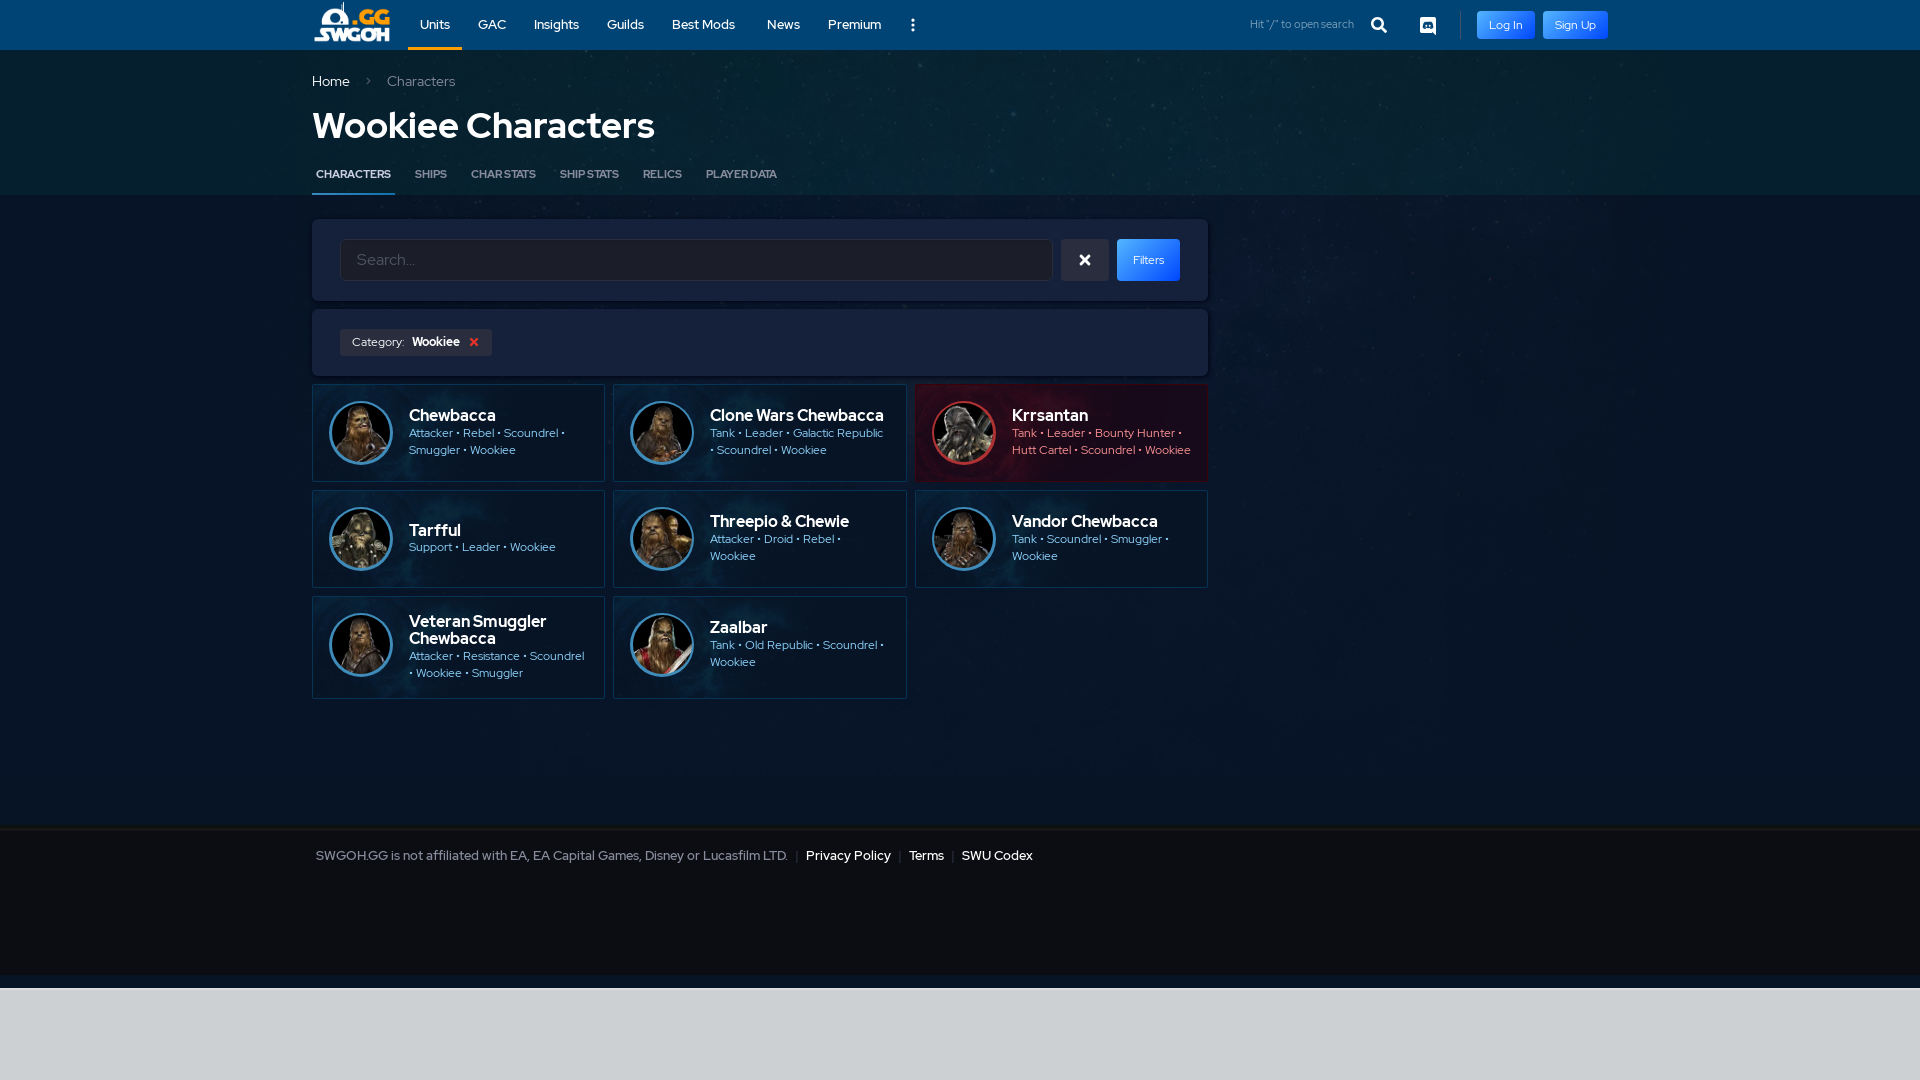 .GG
SWGOH
Units
GAC
Insights
Guilds
Best Mods
News
Premium
Hit "/" to open search
Log In
Sign Up
Home
Characters
Wookiee Characters
CHARACTERS
SHIPS
CHAR STATS
SHIP STATS
RELICS
PLAYER DATA
Search...
Filters
Category: Wookiee
Chewbacca
Attacker • Rebel • Scoundrel •
Smuggler • Wookiee
Clone Wars Chewbacca
Tank • Leader • Galactic Republic
• Scoundrel • Wookiee
Krrsantan
Tank • Leader • Bounty Hunter •
Hutt Cartel • Scoundrel • Wookiee
Tarfful
Support • Leader • Wookiee
Threepio & Chewie
Attacker • Droid • Rebel •
Wookiee
Vandor Chewbacca
Tank • Scoundrel • Smuggler •
Wookiee
Veteran Smuggler
Chewbacca
Attacker • Resistance • Scoundrel
• Wookiee • Smuggler
Zaalbar
Tank • Old Republic • Scoundrel •
Wookiee
SWGOH.GG is not affiliated with EA, EA Capital Games, Disney or Lucasfilm LTD. | Privacy Policy | Terms | SWU Codex